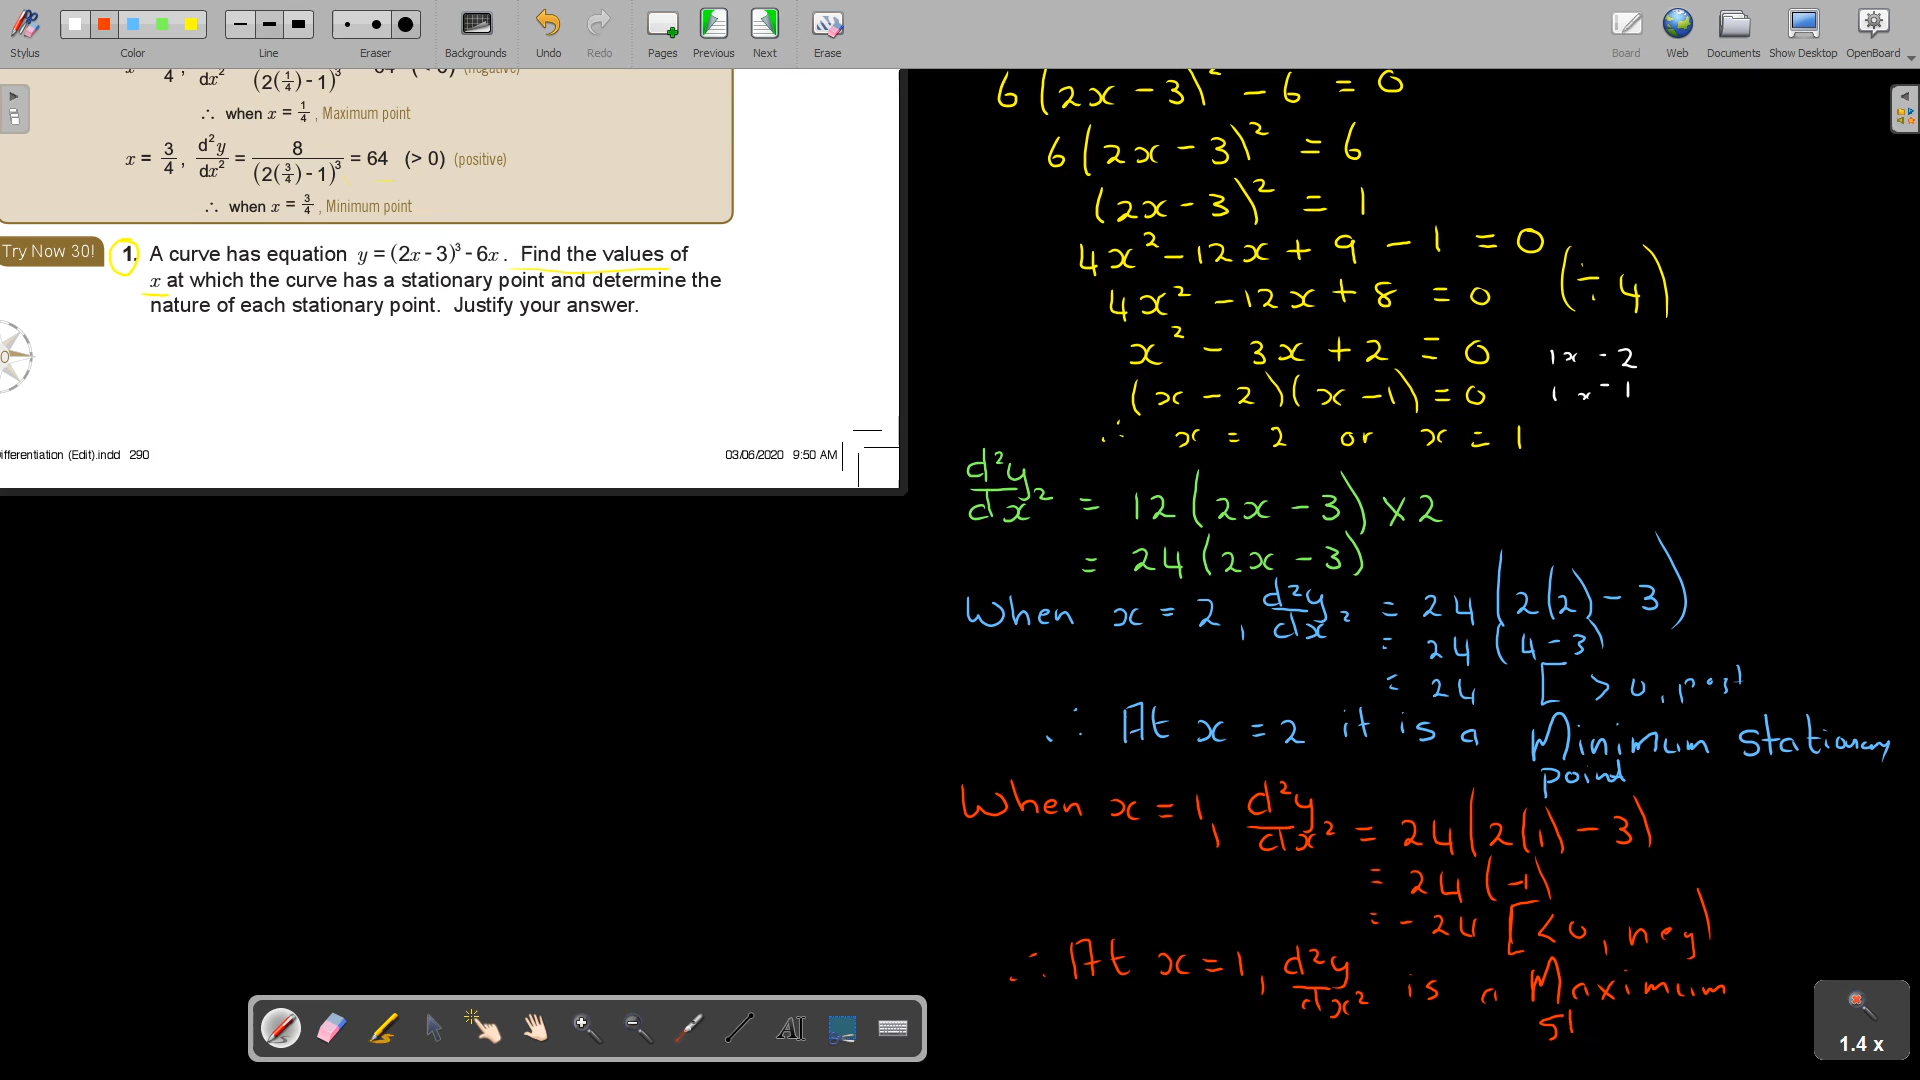 Stylus
Color
Line
Eraser
Backgrounds
Undo
Redo
Pages
Previous
Next
Erase
Board
Web
Documents
Show Desktop
OpenBoard
∴ when x = 1/4 , Maximum point
x = 3/4, d²y/dx² = 8/(2(3/4)-1)³ = 64 (> 0) (positive)
∴ when x = 3/4 , Minimum point
Try Now 30!
1. A curve has equation y = (2x - 3)³ - 6x . Find the values of
x at which the curve has a stationary point and determine the
nature of each stationary point. Justify your answer.
ifferentiation (Edit).indd 290
03/06/2020 9:50 AM
6(2x - 3)² - 6 = 0
6(2x - 3)² = 6
(2x - 3)² = 1
4x² - 12x + 9 - 1 = 0
4x² - 12x + 8 = 0 (÷ 4)
x² - 3x + 2 = 0
1x - 2
(x - 2)(x - 1) = 0
1x - 1
∴ x = 2 or x = 1
d²y/dx² = 12(2x - 3) × 2
= 24(2x - 3)
When x = 2, d²y/dx² = 24(2(2) - 3)
= 24(4 - 3)
= 24 [ > 0, post
∴ At x = 2 it is a Minimum stationary
point
When x = 1, d²y/dx² = 24(2(1) - 3)
= 24(-1)
= -24 [< 0, neg)
∴ At x = 1, d²y/dx² is a Maximum
st
1.4 x